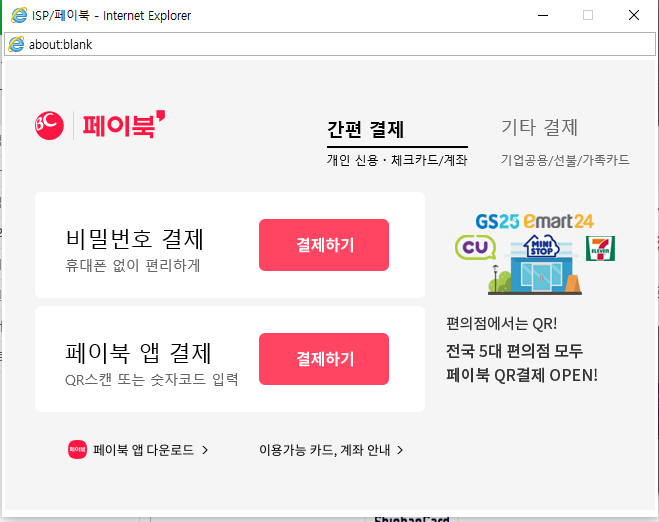 ISP/페이북 - Internet Explorer
about:blank
BC 페이북
간편 결제
개인 신용 · 체크카드/계좌
기타 결제
기업공용/선불/가족카드
비밀번호 결제
휴대폰 없이 편리하게
결제하기
페이북 앱 결제
QR스캔 또는 숫자코드 입력
결제하기
GS25 emart24
CU MINI STOP 7 ELEVEN
편의점에서는 QR!
전국 5대 편의점 모두
페이북 QR결제 OPEN!
페이북 페이북 앱 다운로드 >
이용가능 카드, 계좌 안내 >